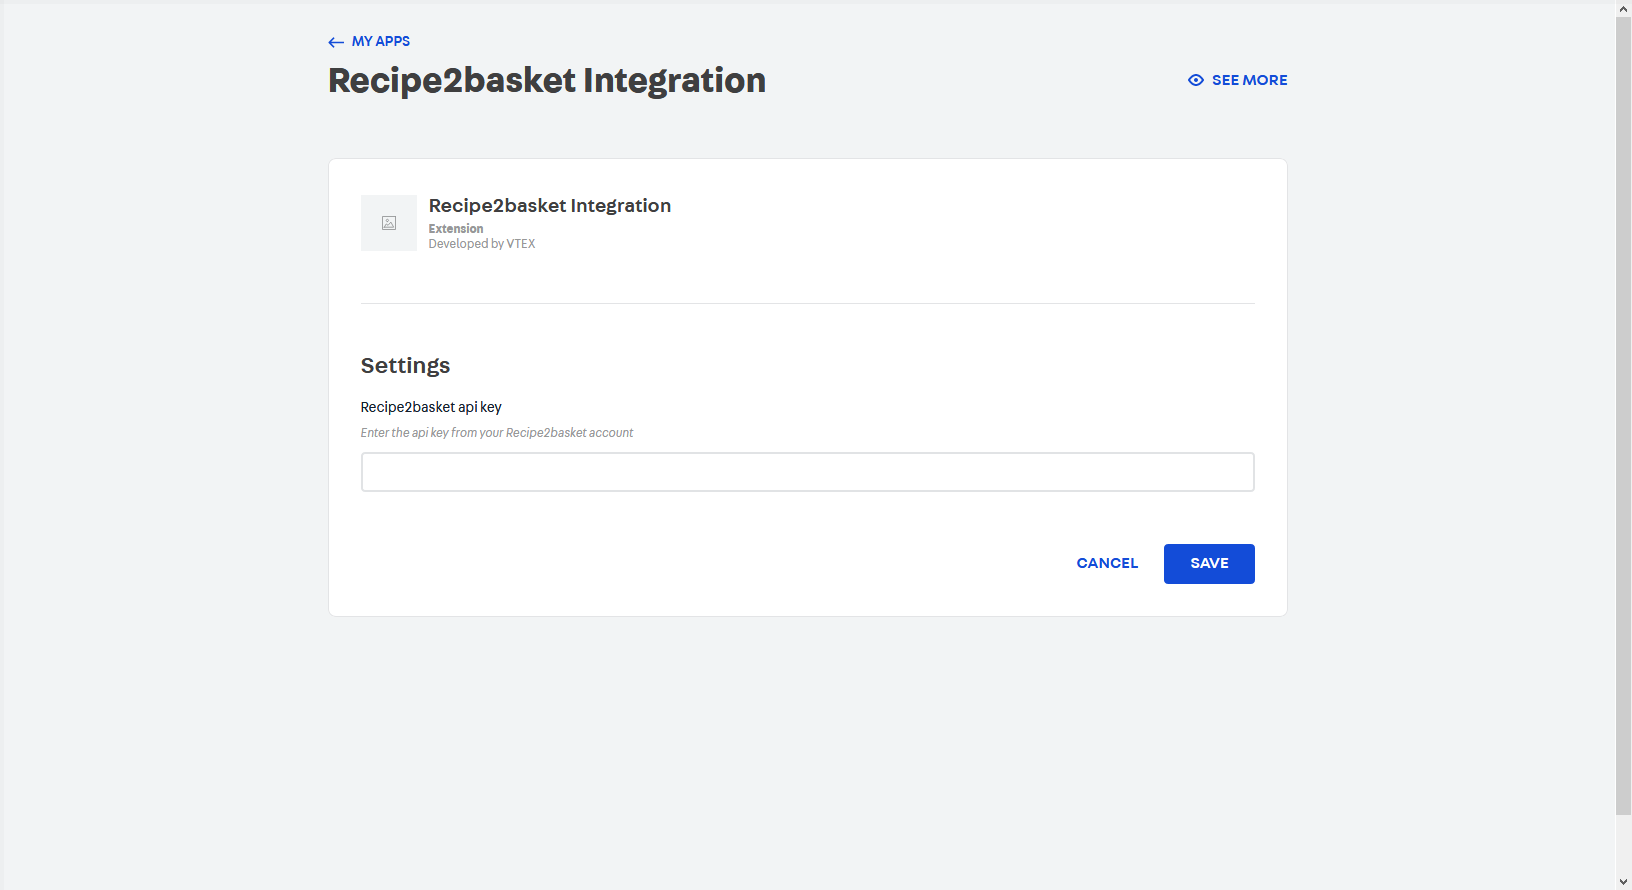 MY APPS
Recipe2basket Integration
SEE MORE
Recipe2basket Integration
Extension
Developed by VTEX
Settings
Recipe2basket api key
Enter the api key from your Recipe2basket account
CANCEL
SAVE